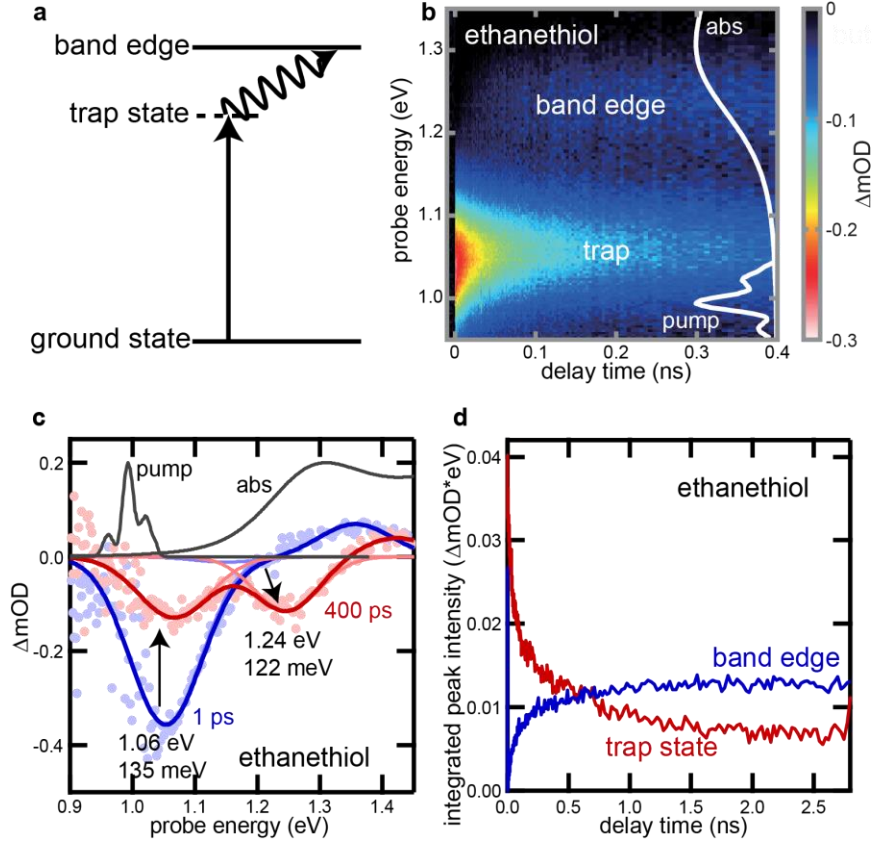 a
band edge
trap state
ground state
b
ethanethiol
abs
band edge
trap
pump
probe energy (eV)
1.3
1.2
1.1
1.0
0
0.1
0.2
0.3
0.4
delay time (ns)
0
-0.1
-0.2
-0.3
ΔmOD
c
pump
abs
400 ps
1.24 eV
122 meV
1 ps
1.06 eV
135 meV
ethanethiol
ΔmOD
0.2
0.0
-0.2
-0.4
0.9
1.0
1.1
1.2
1.3
1.4
probe energy (eV)
d
ethanethiol
band edge
trap state
integrated peak intensity (ΔmOD*eV)
0.04
0.03
0.02
0.01
0.00
0.0
0.5
1.0
1.5
2.0
2.5
delay time (ns)